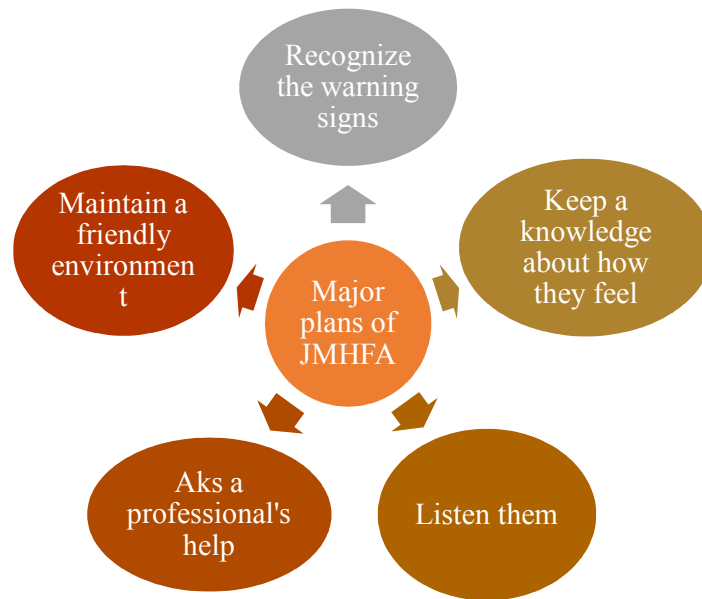 Recognize
the warning
signs
Maintain a
friendly
environmen
t
Keep a
knowledge
about how
they feel
Major
plans of
JMHFA
Aks a
professional's
help
Listen them